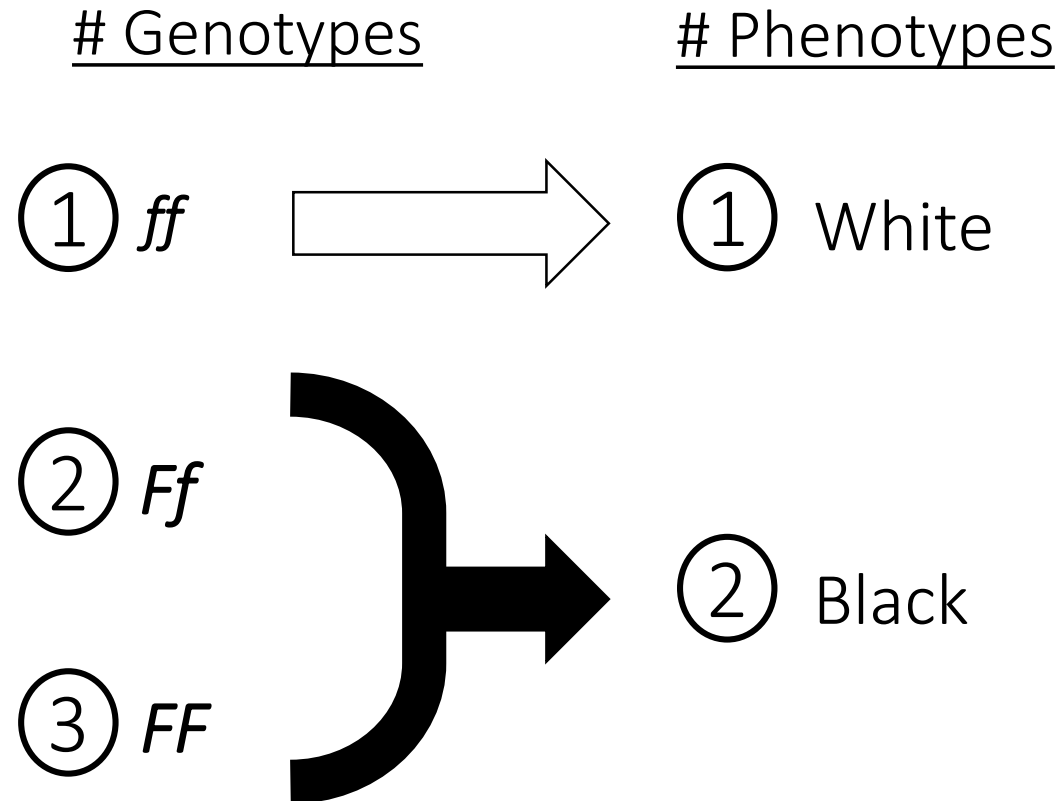 # Genotypes
# Phenotypes
1 ff
1 White
2 Ff
2 Black
3 FF